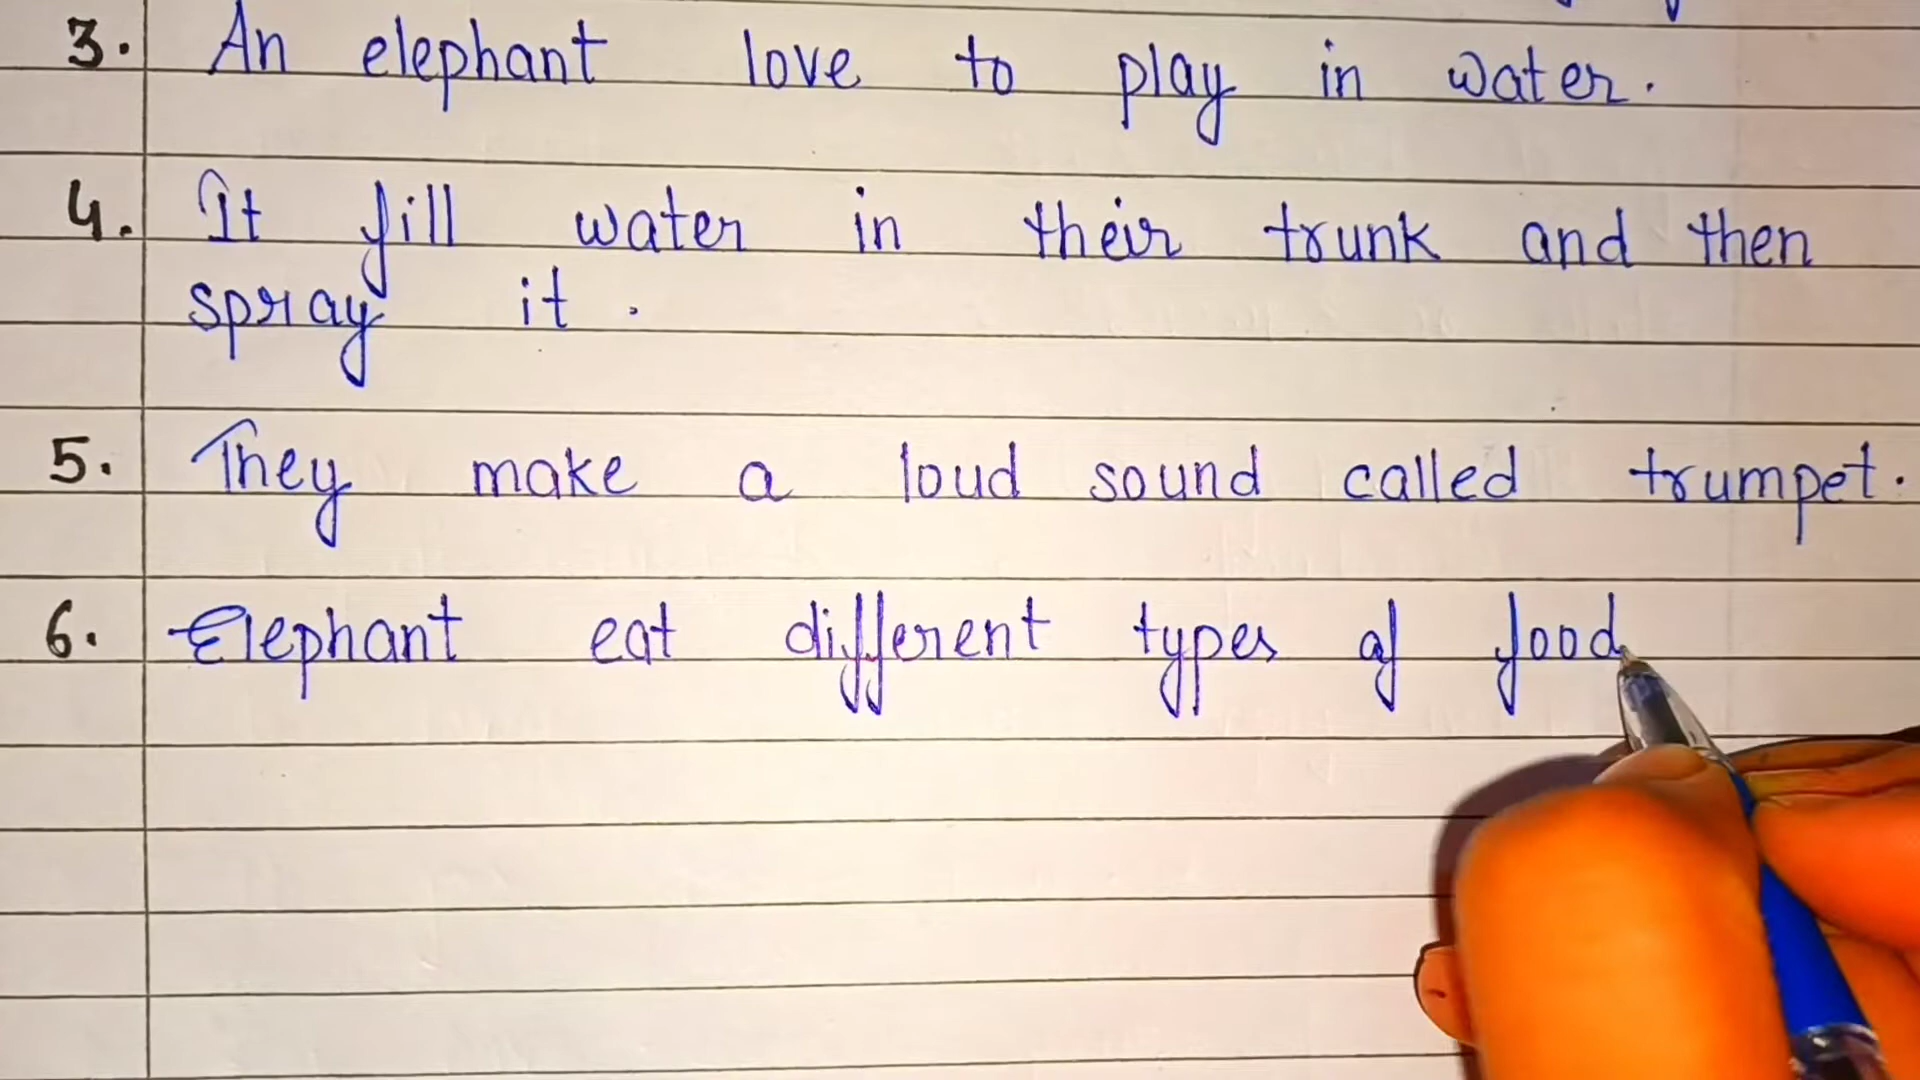 3. An elephant love to play in water.
4. It fill water in their trunk and then
spray it.
5. They make a loud sound called trumpet.
6. Elephant eat different types of food